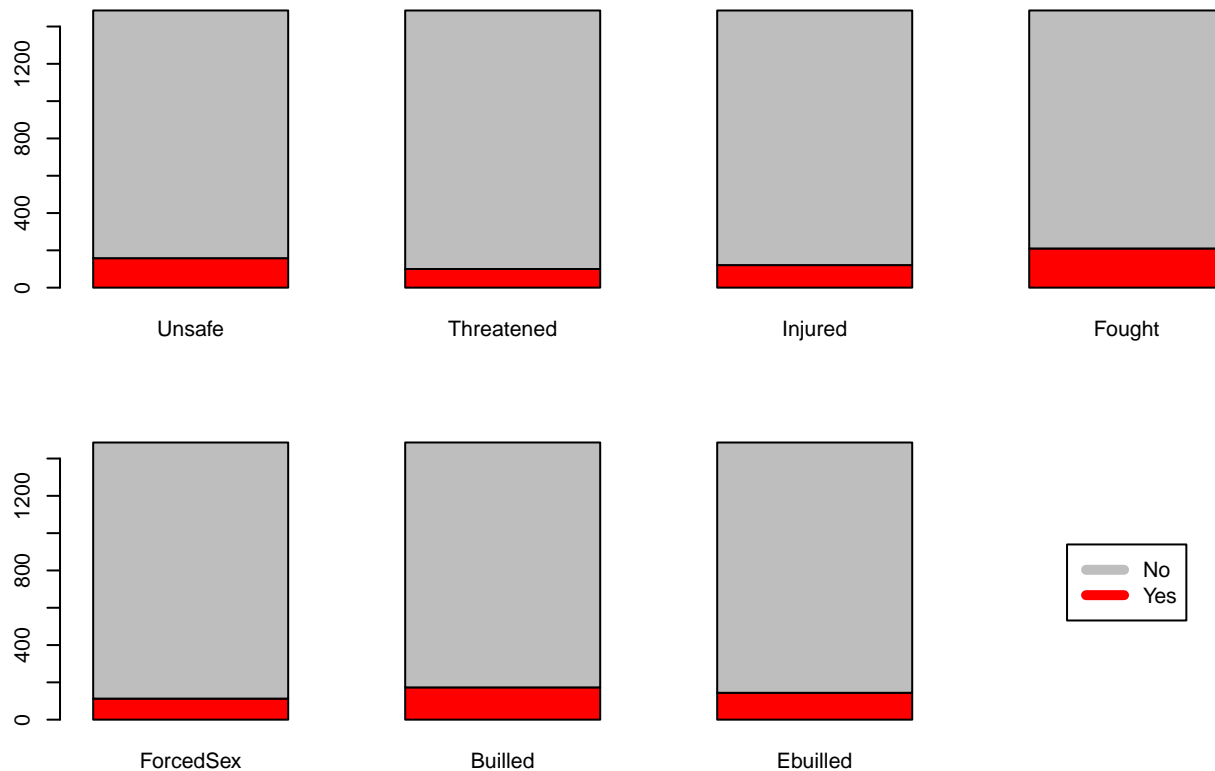 1200
800
400
0
Unsafe Threatened Injured Fought
1200
800
400
0
No
Yes
ForcedSex Builled Ebuilled